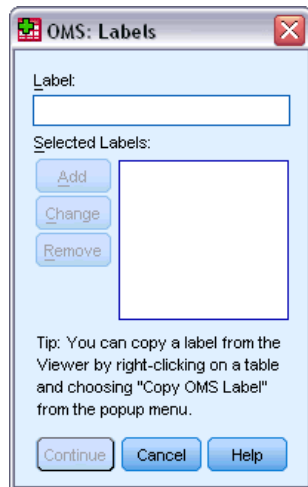 OMS: Labels
Label:
Selected Labels:
Add
Change
Remove
Tip: You can copy a label from the
Viewer by right-clicking on a table
and choosing "Copy OMS Label"
from the popup menu.
Continue Cancel Help